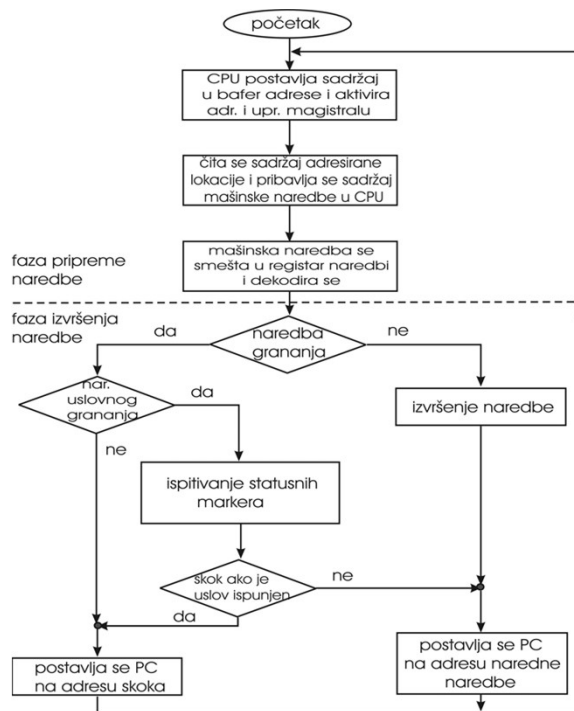 početak
CPU postavlja sadržaj
u bafer adrese i aktivira
adr. i upr. magistralu
čita se sadržaj adresirane
lokacije i pribavlja se sadržaj
mašinske naredbe u CPU
mašinska naredba se
smešta u registar naredbi
i dekodira se
faza pripreme
naredbe
faza izvršenja
naredbe
da
naredba
grananja
ne
nar.
uslovnog
grananja
da
ne
izvršenje naredbe
ispitivanje statusnih
markera
skok ako je
uslov ispunjen
ne
da
postavlja se PC
na adresu skoka
postavlja se PC
na adresu naredne
naredbe